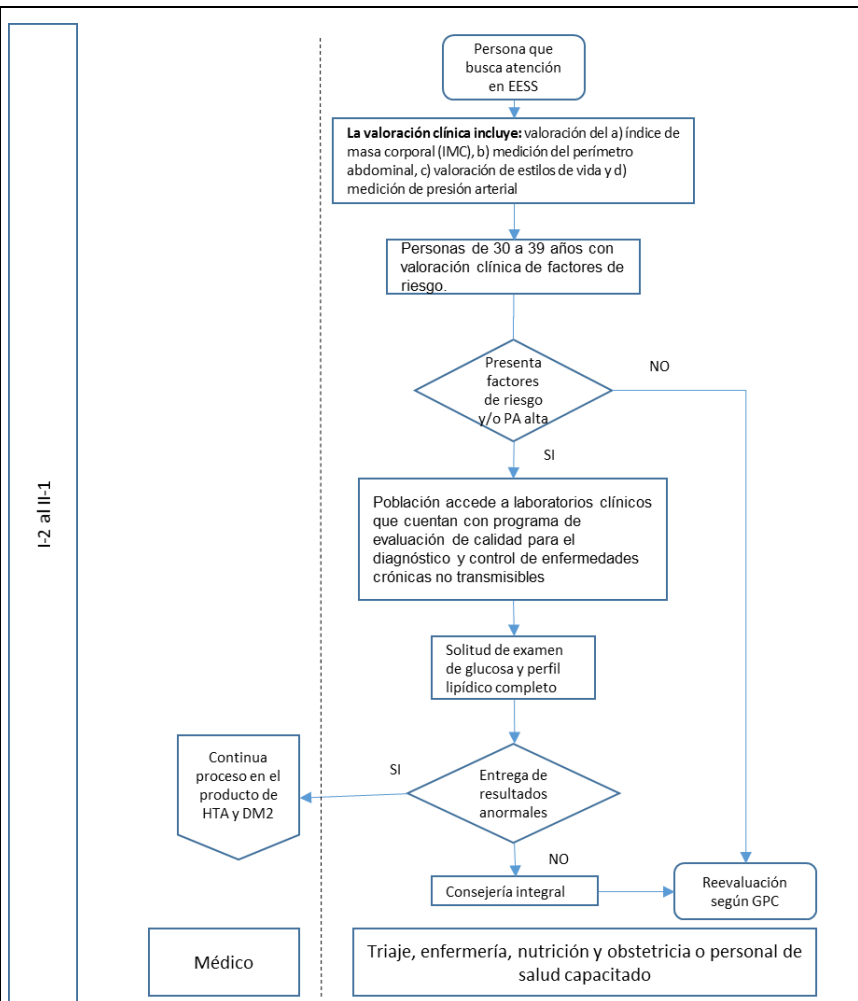 Persona que
busca atención
en EESS
La valoración clínica incluye: valoración del a) índice de
masa corporal (IMC), b) medición del perímetro
abdominal, c) valoración de estilos de vida y d)
medición de presión arterial
Personas de 30 a 39 años con
valoración clínica de factores de
riesgo.
Presenta
factores
de riesgo
y/o PA alta
NO
SI
I-2 al II-1
Población accede a laboratorios clínicos
que cuentan con programa de
evaluación de calidad para el
diagnóstico y control de enfermedades
crónicas no transmisibles
Solitud de examen
de glucosa y perfil
lipídico completo
Entrega de
resultados
anormales
SI
Continua
proceso en el
producto de
HTA y DM2
NO
Consejería integral
Reevaluación
según GPC
Médico
Triaje, enfermería, nutrición y obstetricia o personal de
salud capacitado